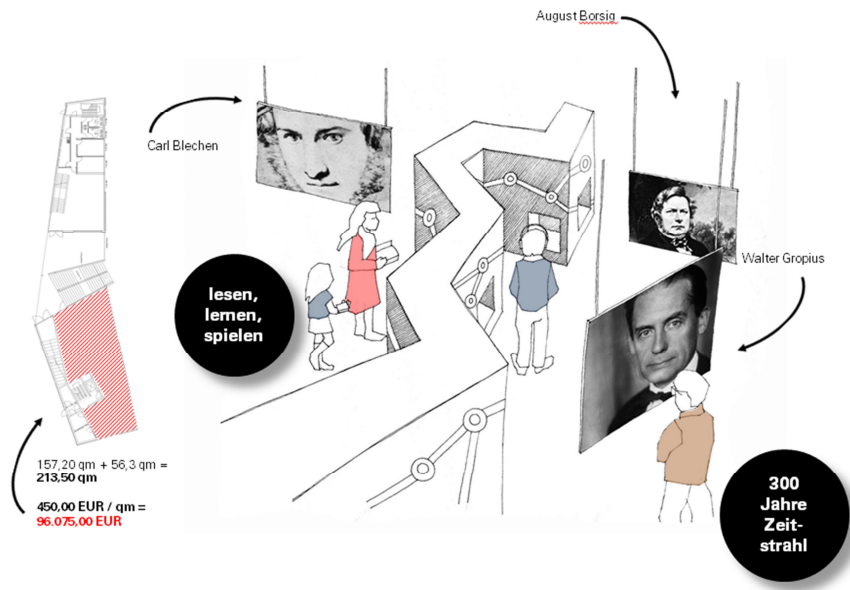 August Borsig
Carl Blechen
Walter Gropius
lesen,
lernen,
spielen
157,20 qm + 56,3 qm =
213,50 qm
450,00 EUR / qm =
96.075,00 EUR
300
Jahre
Zeit-
strahl